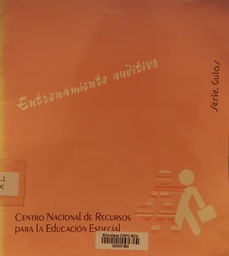 Entrenamiento auditivo
Serie Guías
Centro Nacional de Recursos
para la Educación Especial